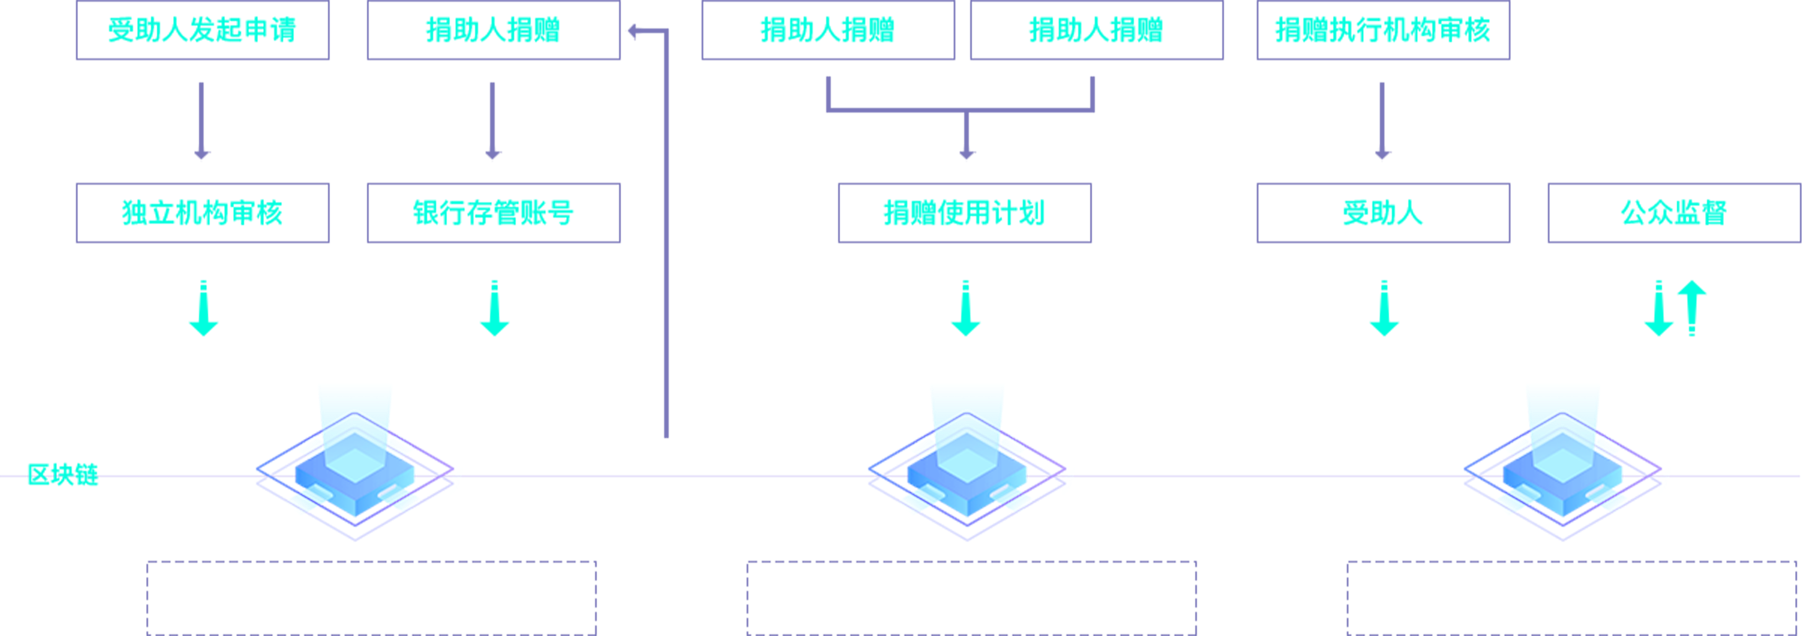 受助人发起申请
捐助人捐赠
捐助人捐赠
捐助人捐赠
捐赠执行机构审核
独立机构审核
银行存管账号
捐赠使用计划
受助人
公众监督
区块链